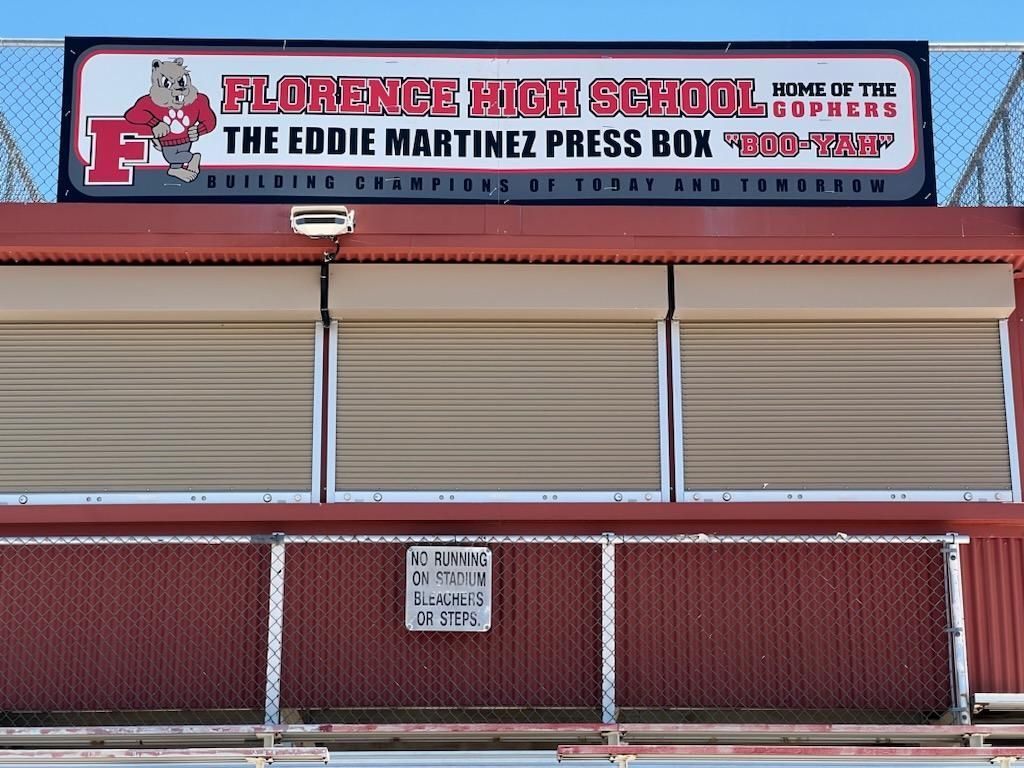 FLORENCE HIGH SCHOOL
HOME OF THE
GOPHERS
F
THE EDDIE MARTINEZ PRESS BOX
"BOO-YAH"
BUILDING CHAMPIONS OF TODAY AND TOMORROW
NO RUNNING
ON STADIUM
BLEACHERS
OR STEPS.